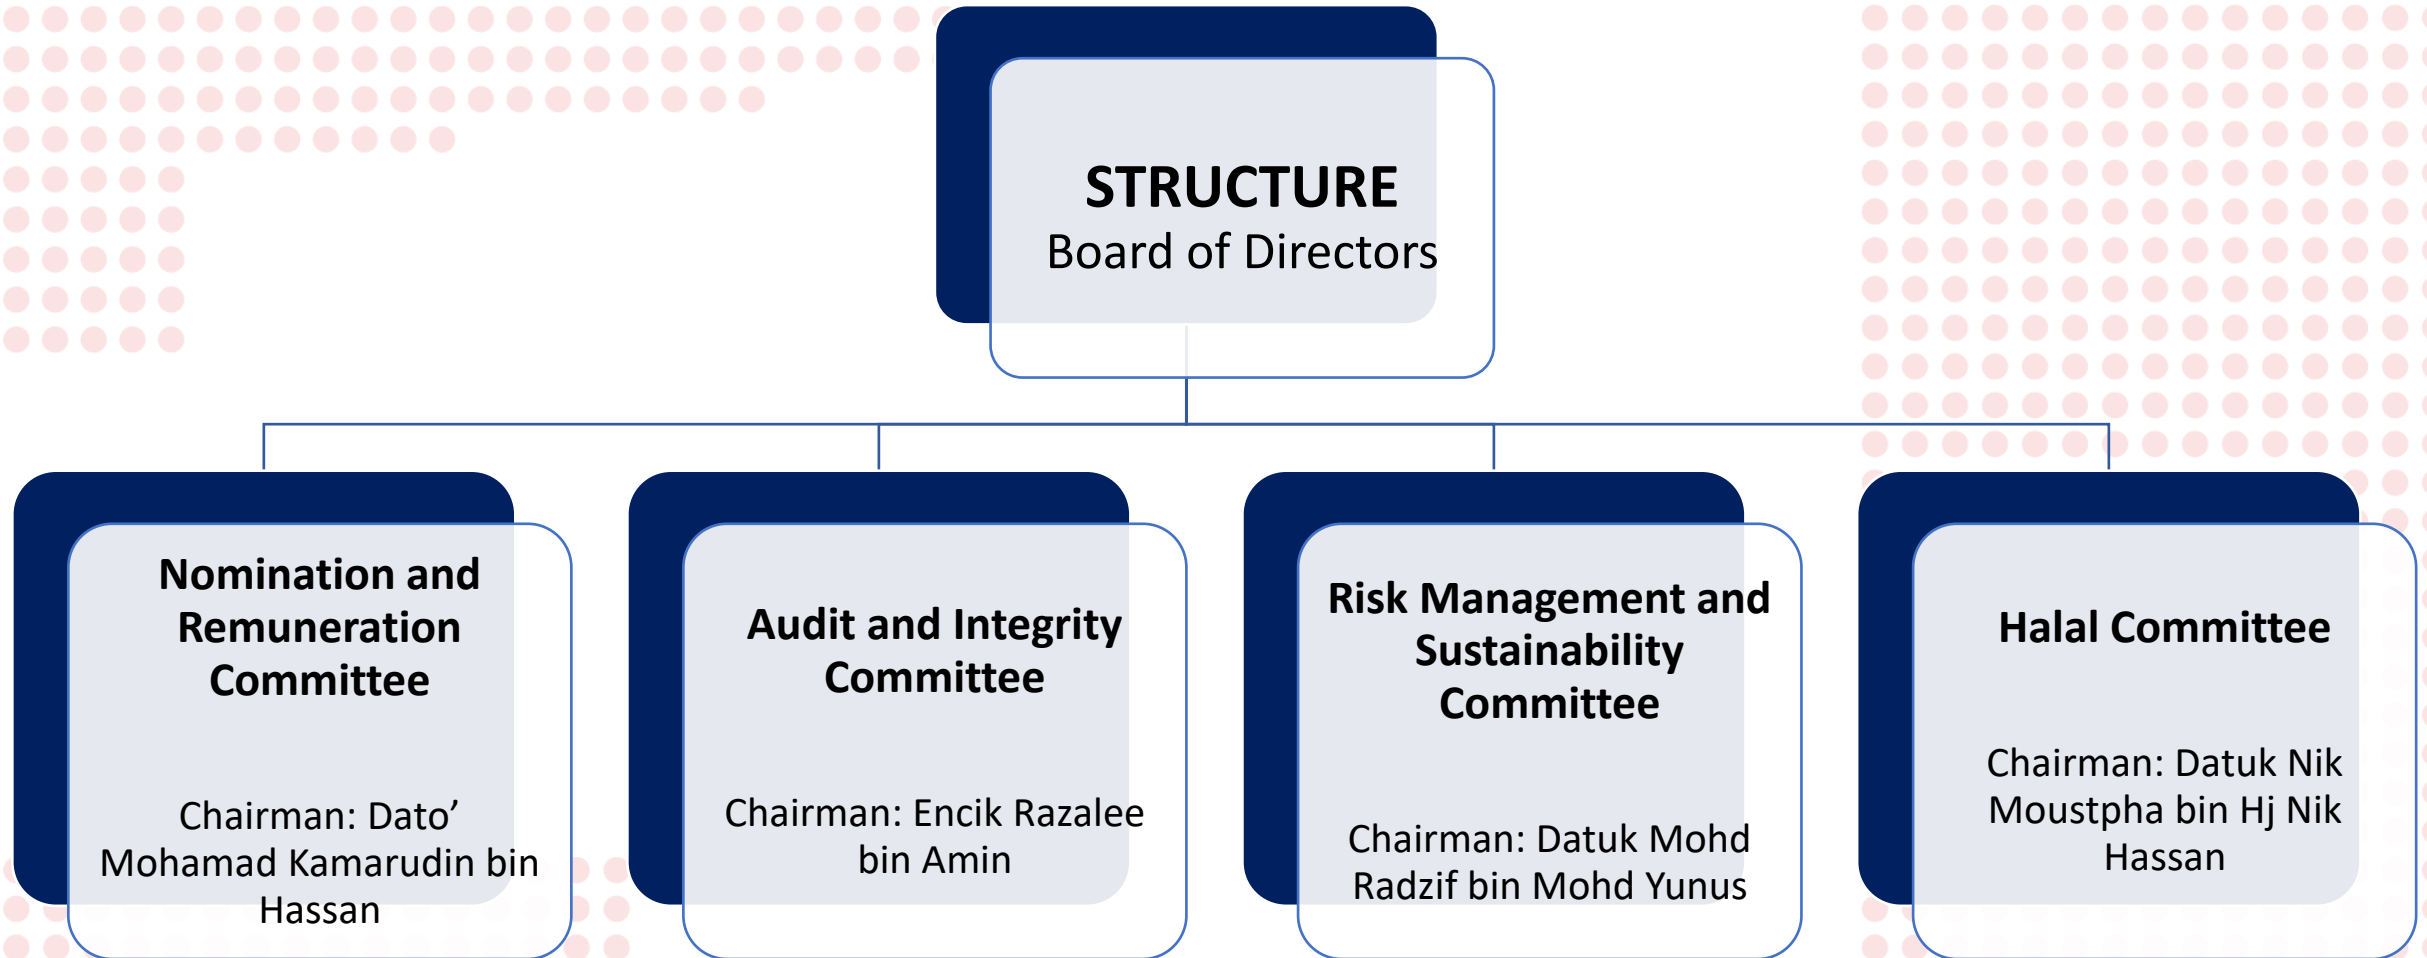 STRUCTURE
Board of Directors
Nomination and
Remuneration
Committee
Chairman: Dato’
Mohamad Kamarudin bin
Hassan
Audit and Integrity
Committee
Chairman: Encik Razalee
bin Amin
Risk Management and
Sustainability
Committee
Chairman: Datuk Mohd
Radzif bin Mohd Yunus
Halal Committee
Chairman: Datuk Nik
Moustpha bin Hj Nik
Hassan